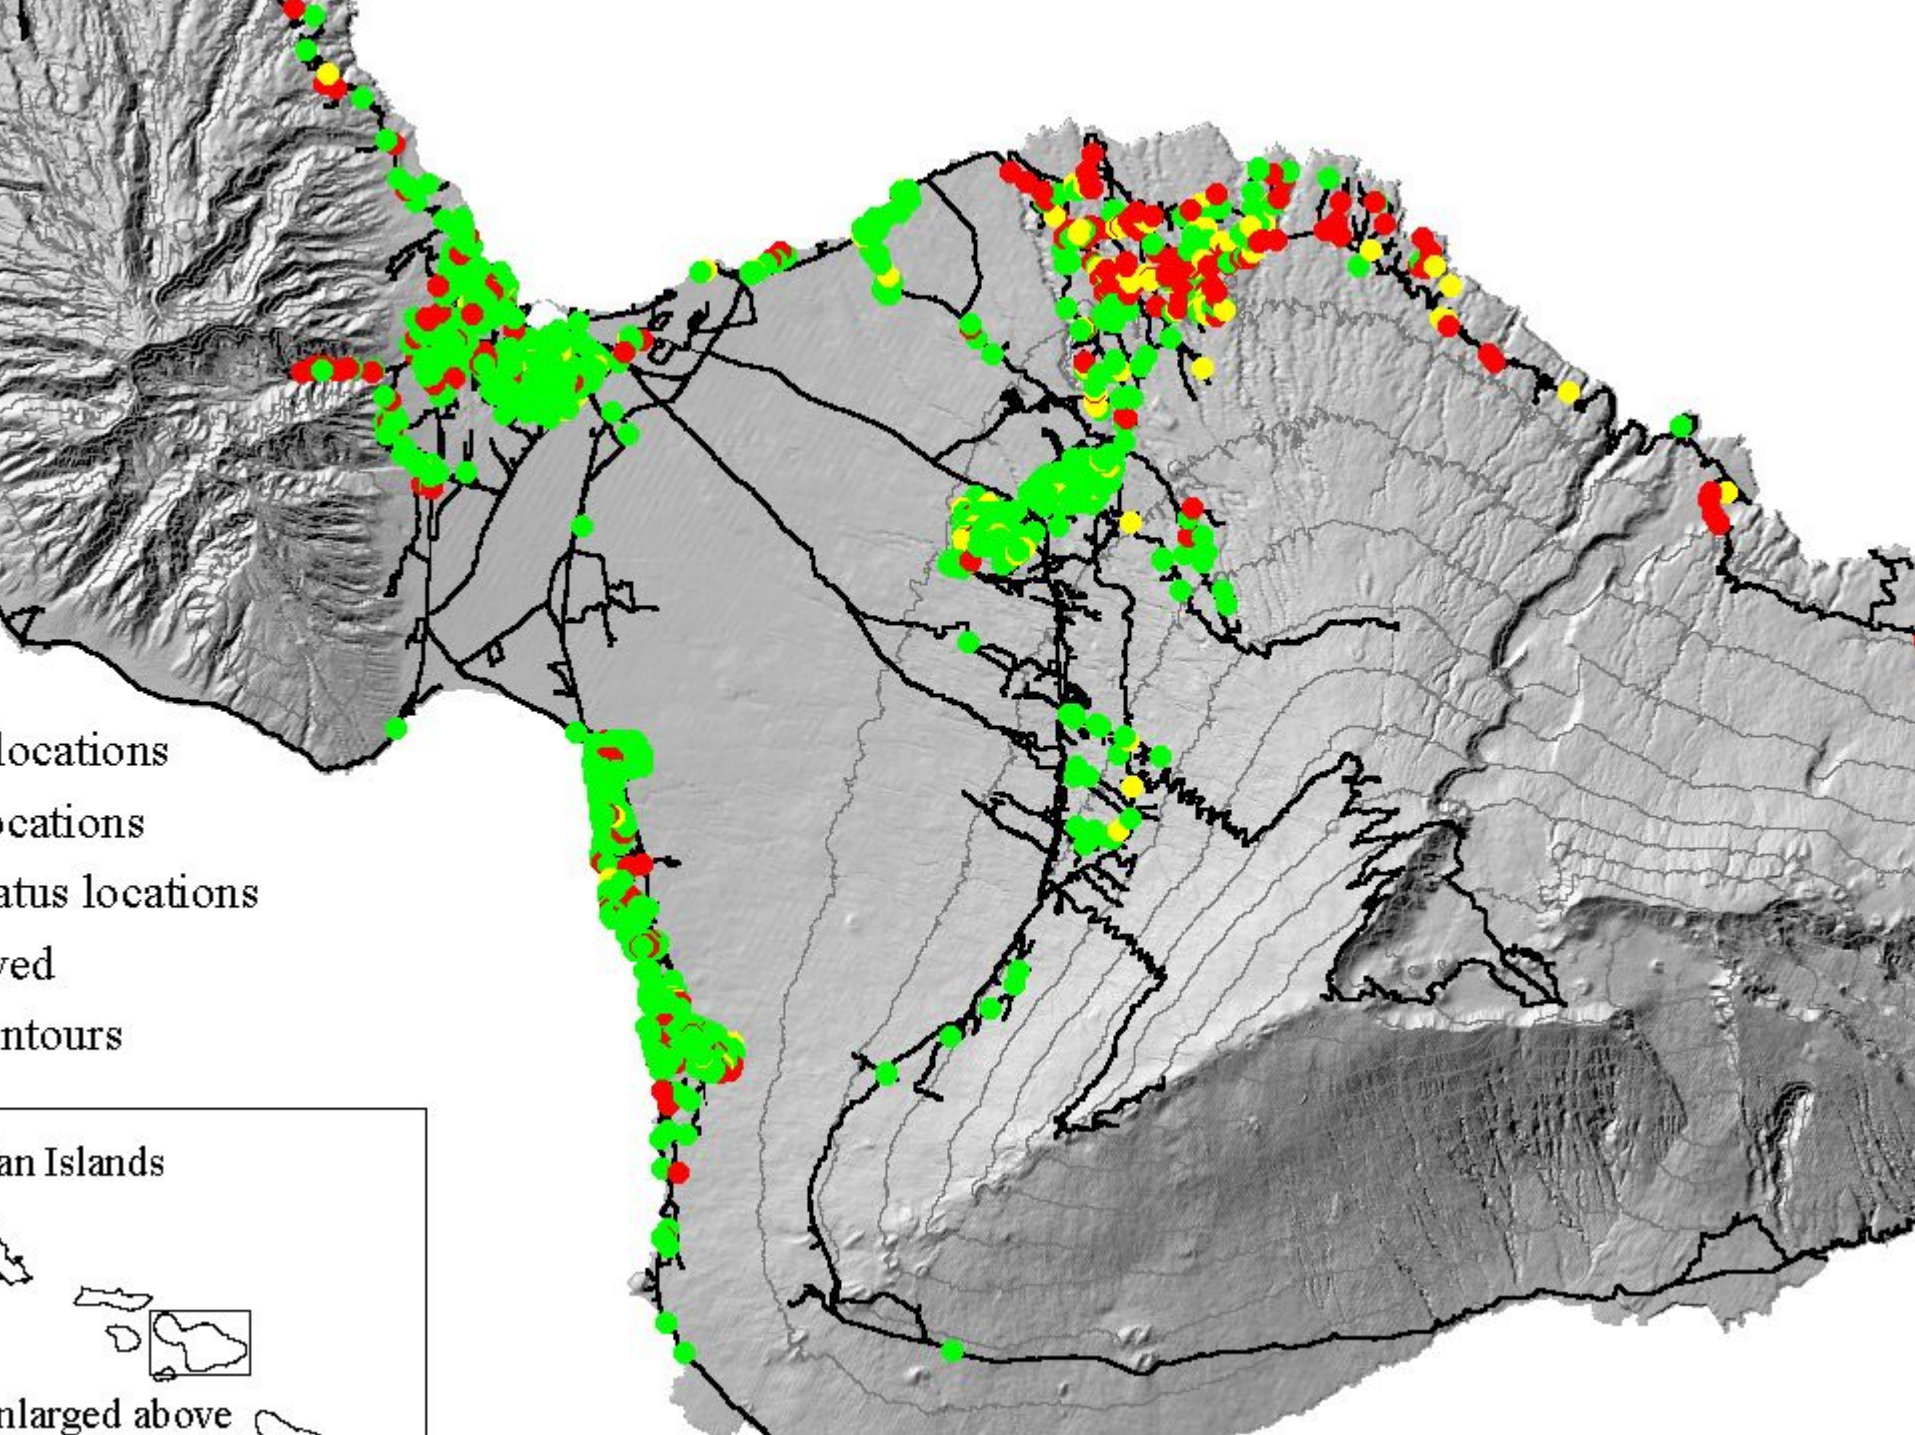 locations
ocations
atus locations
ved
ntours
an Islands
nlarged above